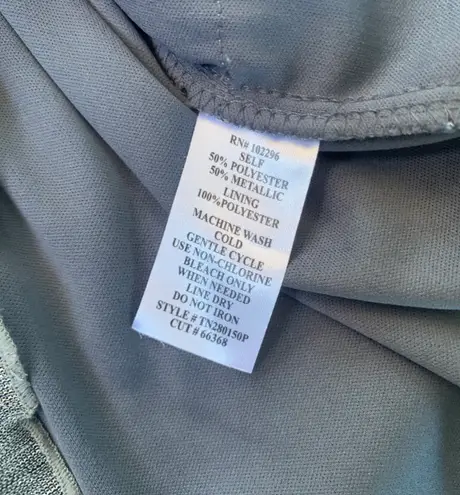 RN# 102296
SELF
50% POLYESTER
50% METALLIC
LINING
100%POLYESTER
MACHINE WASH
COLD
GENTLE CYCLE
USE NON-CHLORINE
BLEACH ONLY
WHEN NEEDED
LINE DRY
DO NOT IRON
STYLE # TN280150P
CUT # 66368